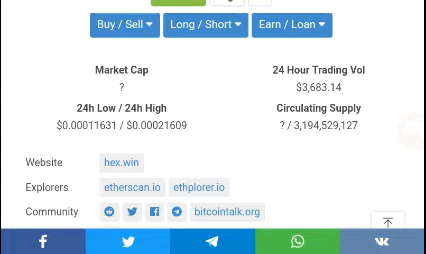 Buy / Sell Long / Short Earn / Loan
Market Cap 24 Hour Trading Vol
? $3,683.14
24h Low / 24h High Circulating Supply
$0.00011631 / $0.00021609 ? / 3,194,529,127
Website hex.win
Explorers etherscan.io ethplorer.io
Community bitcointalk.org